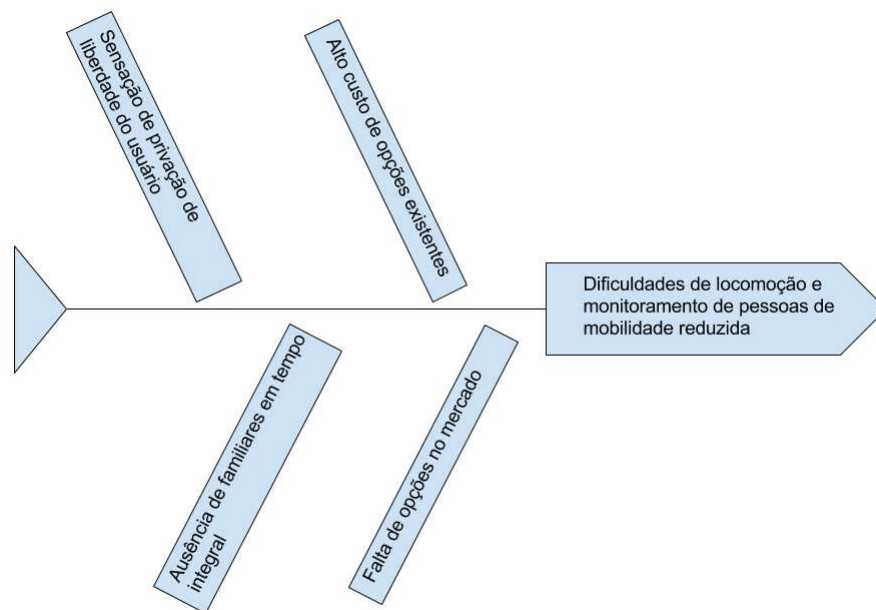 Sensação de privação de
liberdade do usuário
Alto custo de opções existentes
Dificuldades de locomoção e
monitoramento de pessoas de
mobilidade reduzida
Ausência de familiares em tempo
integral
Falta de opções no mercado